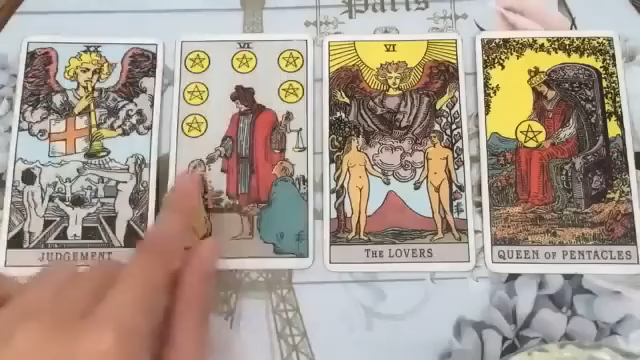 Paris
XX
VI
VI
JUDGEMENT
THE LOVERS
QUEEN OF PENTACLES